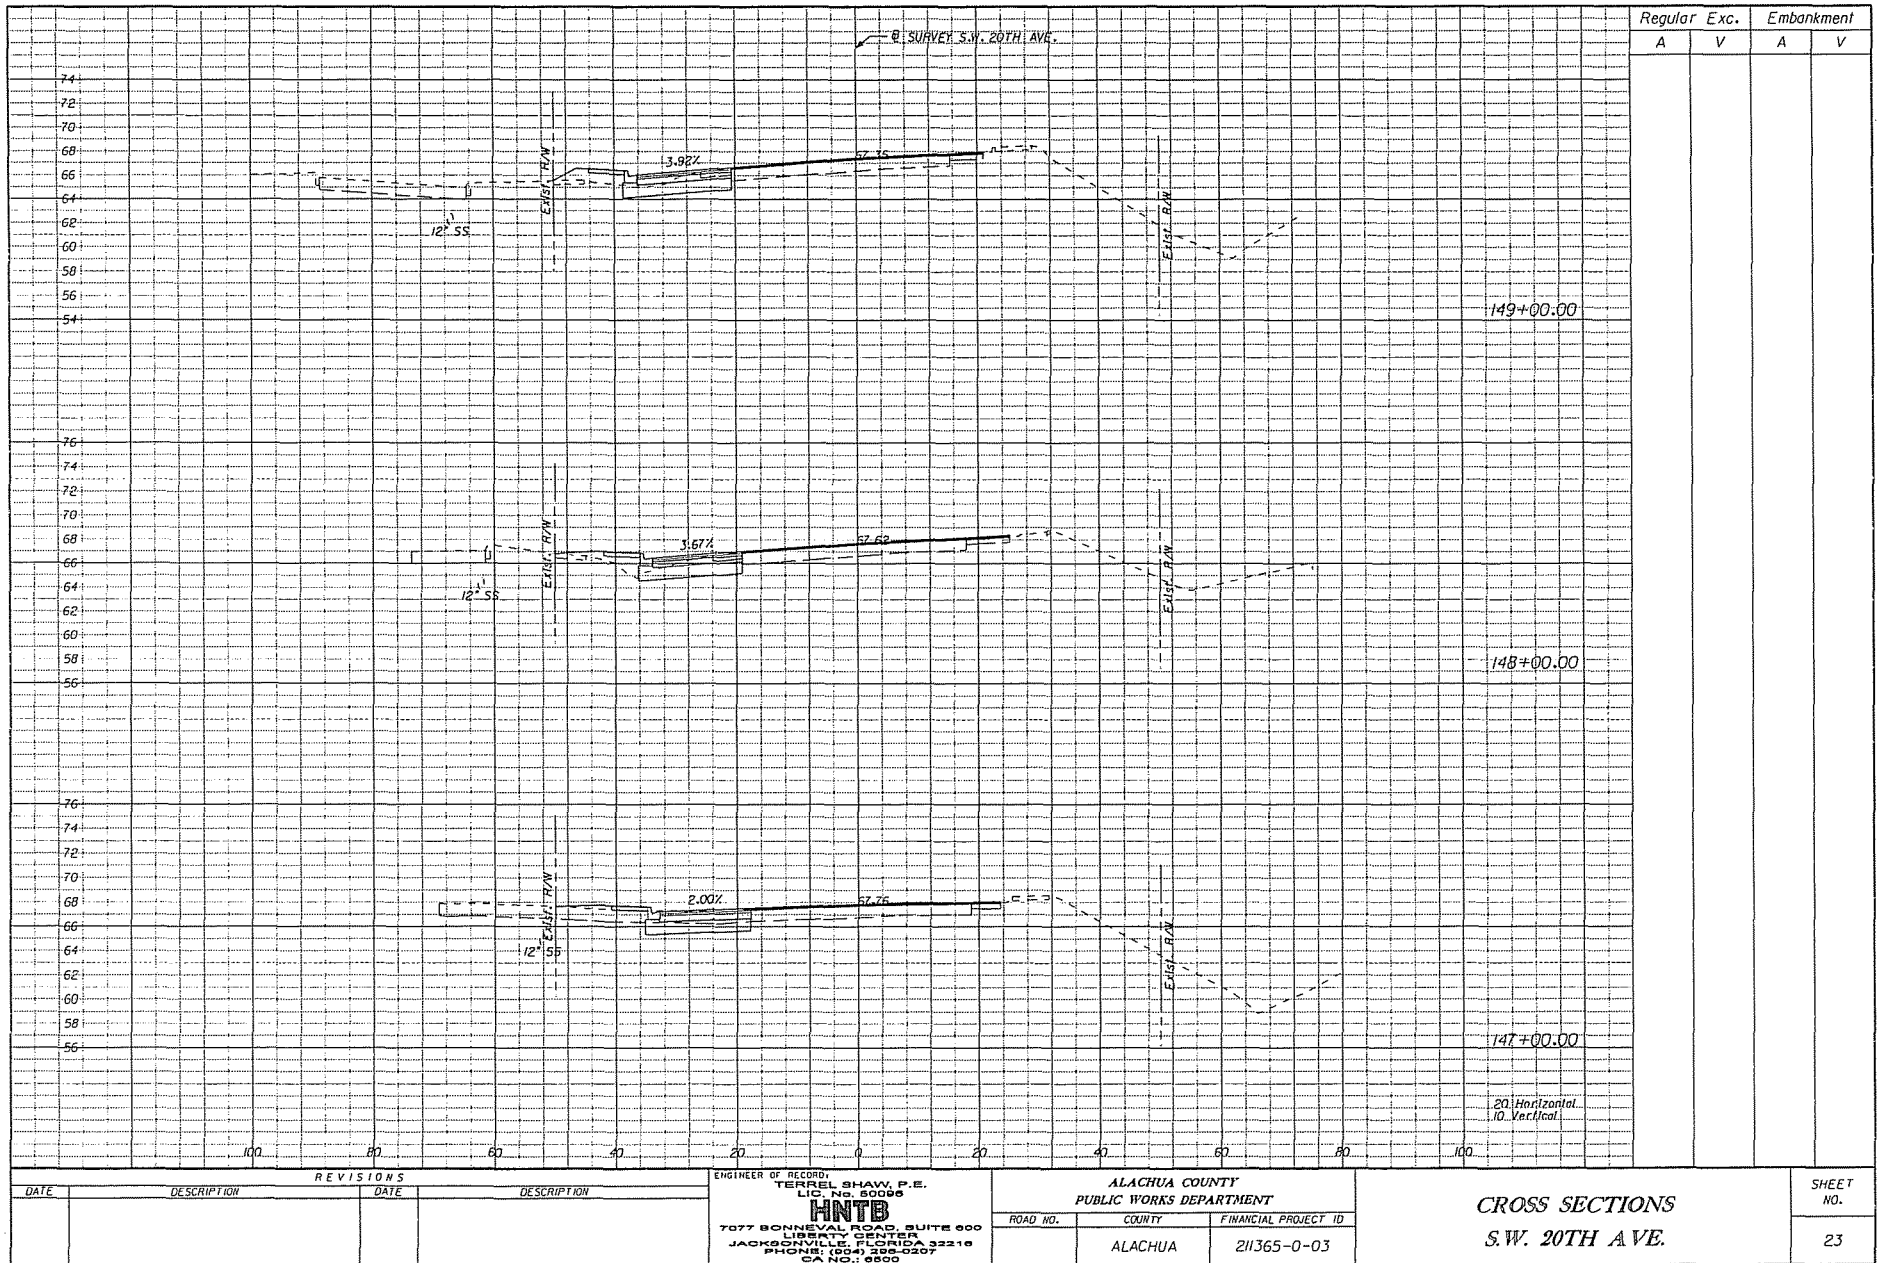 Regular Exc. Embankment
A V A V
℄ SURVEY S.W. 20TH AVE.
74
72
70
68
66
64
62
60
58
56
54
Exist. R/W
3.92%
67.35
12" SS
Exist. R/W
149+00.00
76
74
72
70
68
66
64
62
60
58
56
Exist. R/W
3.67%
67.62
12" SS
Exist. R/W
148+00.00
76
74
72
70
68
66
64
62
60
58
56
Exist. R/W
2.00%
67.76
12" SS
Exist. R/W
147+00.00
20 Horizontal
10 Vertical
100 80 60 40 20 0 20 40 60 80 100
REVISIONS
DATE DESCRIPTION DATE DESCRIPTION
ENGINEER OF RECORD:
TERREL SHAW, P.E.
LIC. No. 50096
HNTB
7077 BONNEVAL ROAD, SUITE 600
LIBERTY CENTER
JACKSONVILLE, FLORIDA 32216
PHONE: (904) 296-0207
CA NO.: 6500
ALACHUA COUNTY
PUBLIC WORKS DEPARTMENT
ROAD NO. COUNTY FINANCIAL PROJECT ID
ALACHUA 211365-0-03
CROSS SECTIONS
S.W. 20TH AVE.
SHEET
NO.
23